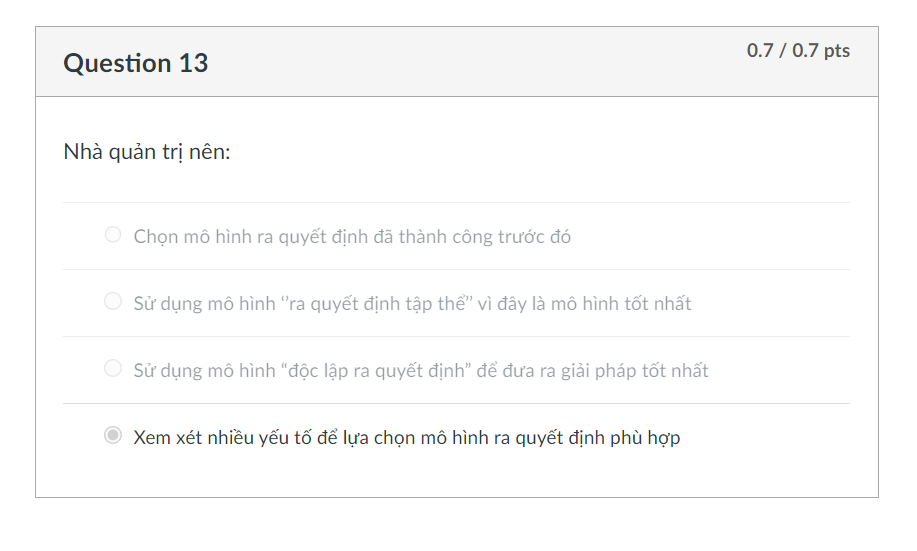 Question 13
0.7 / 0.7 pts
Nhà quản trị nên:
Chọn mô hình ra quyết định đã thành công trước đó
Sử dụng mô hình ‘’ra quyết định tập thể’’ vì đây là mô hình tốt nhất
Sử dụng mô hình “độc lập ra quyết định” để đưa ra giải pháp tốt nhất
Xem xét nhiều yếu tố để lựa chọn mô hình ra quyết định phù hợp